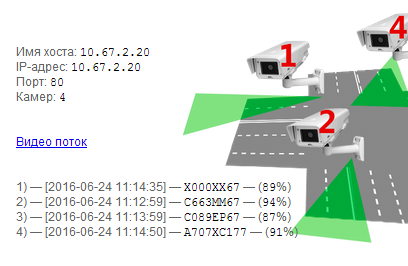 Имя хоста: 10.67.2.20
IP-адрес: 10.67.2.20
Порт: 80
Камер: 4
1
4
2
Видео поток
1) — [2016-06-24 11:14:35] — X000XX67 — (89%)
2) — [2016-06-24 11:12:59] — C663MM67 — (94%)
3) — [2016-06-24 11:13:59] — C089EP67 — (87%)
4) — [2016-06-24 11:14:50] — A707XC177 — (91%)